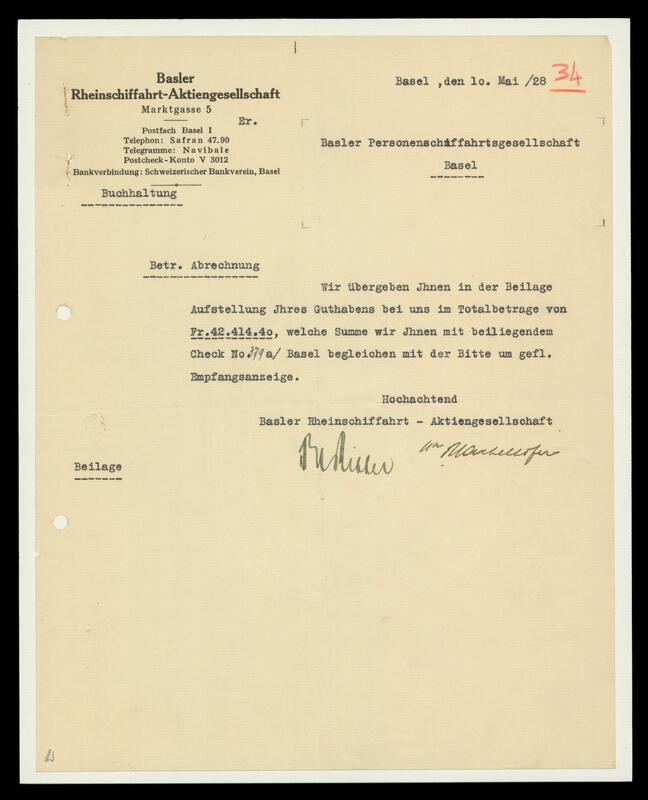 Basler
Rheinschiffahrt-Aktiengesellschaft
Marktgasse 5
Er.
Postfach Basel I
Telephon: Safran 47.90
Telegramme: Navibale
Postcheck-Konto V 3012
Bankverbindung: Schweizerischer Bankverein, Basel
Buchhaltung
Basel ,den 1o. Mai /28
34
Basler Personenschiffahrtsgesellschaft
Basel
Betr. Abrechnung
Wir übergeben Jhnen in der Beilage
Aufstellung Jhres Guthabens bei uns im Totalbetrage von
Fr.42.414.4o, welche Summe wir Jhnen mit beiliegendem
Check No.379a/ Basel begleichen mit der Bitte um gefl.
Empfangsanzeige.
Hochachtend
Basler Rheinschiffahrt - Aktiengesellschaft
Beilage